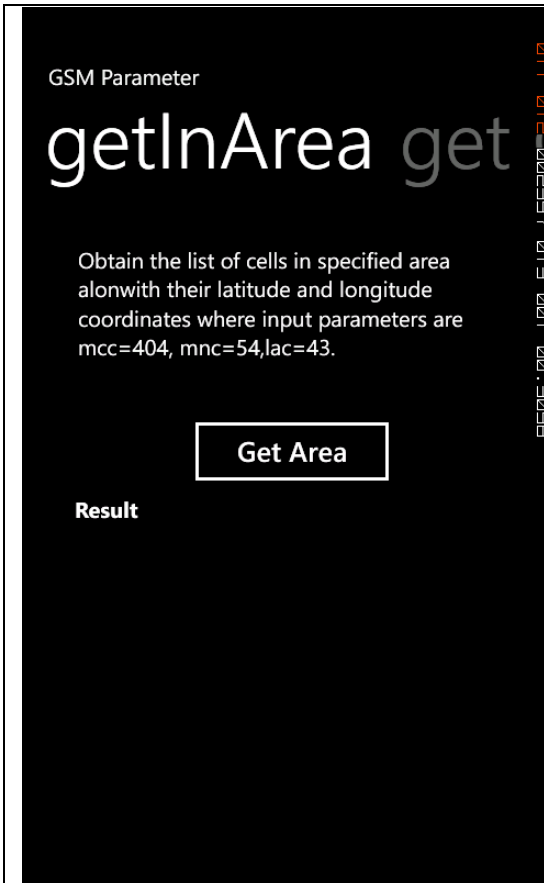 GSM Parameter
getInArea get
Obtain the list of cells in specified area
alonwith their latitude and longitude
coordinates where input parameters are
mcc=404, mnc=54,lac=43.
Get Area
Result